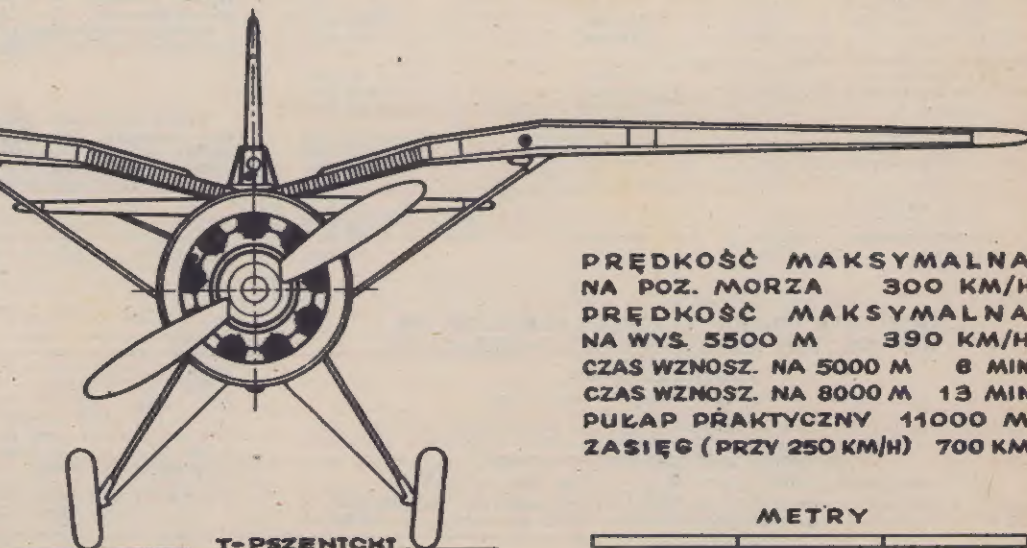 PRĘDKOŚĆ MAKSYMALNA
NA POZ. MORZA 300 KM/H
PRĘDKOŚĆ MAKSYMALNA
NA WYS. 5500 M 390 KM/H
CZAS WZNOSZ. NA 5000 M 6 MIN
CZAS WZNOSZ. NA 8000 M 13 MIN
PUŁAP PRAKTYCZNY 11000 M
ZASIĘG (PRZY 250 KM/H) 700 KM
METRY
T-PSZENICKI